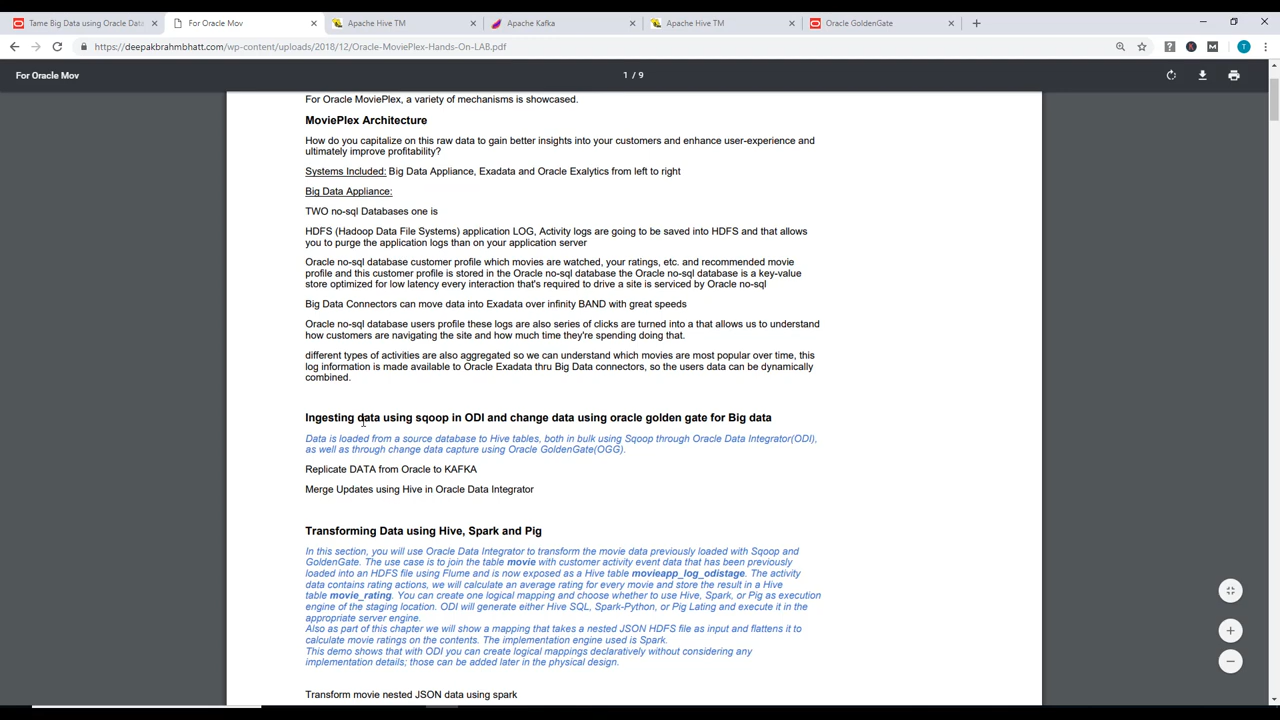 Tame Big Data using Oracle Data
For Oracle Mov
Apache Hive TM
Apache Kafka
Apache Hive TM
Oracle GoldenGate
https://deepakbrahmbhatt.com/wp-content/uploads/2018/12/Oracle-MoviePlex-Hands-On-LAB.pdf
For Oracle Mov
1 / 9
For Oracle MoviePlex, a variety of mechanisms is showcased.
MoviePlex Architecture
How do you capitalize on this raw data to gain better insights into your customers and enhance user-experience and
ultimately improve profitability?
Systems Included: Big Data Appliance, Exadata and Oracle Exalytics from left to right
Big Data Appliance:
TWO no-sql Databases one is
HDFS (Hadoop Data File Systems) application LOG, Activity logs are going to be saved into HDFS and that allows
you to purge the application logs than on your application server
Oracle no-sql database customer profile which movies are watched, your ratings, etc. and recommended movie
profile and this customer profile is stored in the Oracle no-sql database the Oracle no-sql database is a key-value
store optimized for low latency every interaction that's required to drive a site is serviced by Oracle no-sql
Big Data Connectors can move data into Exadata over infinity BAND with great speeds
Oracle no-sql database users profile these logs are also series of clicks are turned into a that allows us to understand
how customers are navigating the site and how much time they're spending doing that.
different types of activities are also aggregated so we can understand which movies are most popular over time, this
log information is made available to Oracle Exadata thru Big Data connectors, so the users data can be dynamically
combined.
Ingesting data using sqoop in ODI and change data using oracle golden gate for Big data
Data is loaded from a source database to Hive tables, both in bulk using Sqoop through Oracle Data Integrator(ODI),
as well as through change data capture using Oracle GoldenGate(OGG).
Replicate DATA from Oracle to KAFKA
Merge Updates using Hive in Oracle Data Integrator
Transforming Data using Hive, Spark and Pig
In this section, you will use Oracle Data Integrator to transform the movie data previously loaded with Sqoop and
GoldenGate. The use case is to join the table movie with customer activity event data that has been previously
loaded into an HDFS file using Flume and is now exposed as a Hive table movieapp_log_odistage. The activity
data contains rating actions, we will calculate an average rating for every movie and store the result in a Hive
table movie_rating. You can create one logical mapping and choose whether to use Hive, Spark, or Pig as execution
engine of the staging location. ODI will generate either Hive SQL, Spark-Python, or Pig Lating and execute it in the
appropriate server engine.
Also as part of this chapter we will show a mapping that takes a nested JSON HDFS file as input and flattens it to
calculate movie ratings on the contents. The implementation engine used is Spark.
This demo shows that with ODI you can create logical mappings declaratively without considering any
implementation details; those can be added later in the physical design.
Transform movie nested JSON data using spark